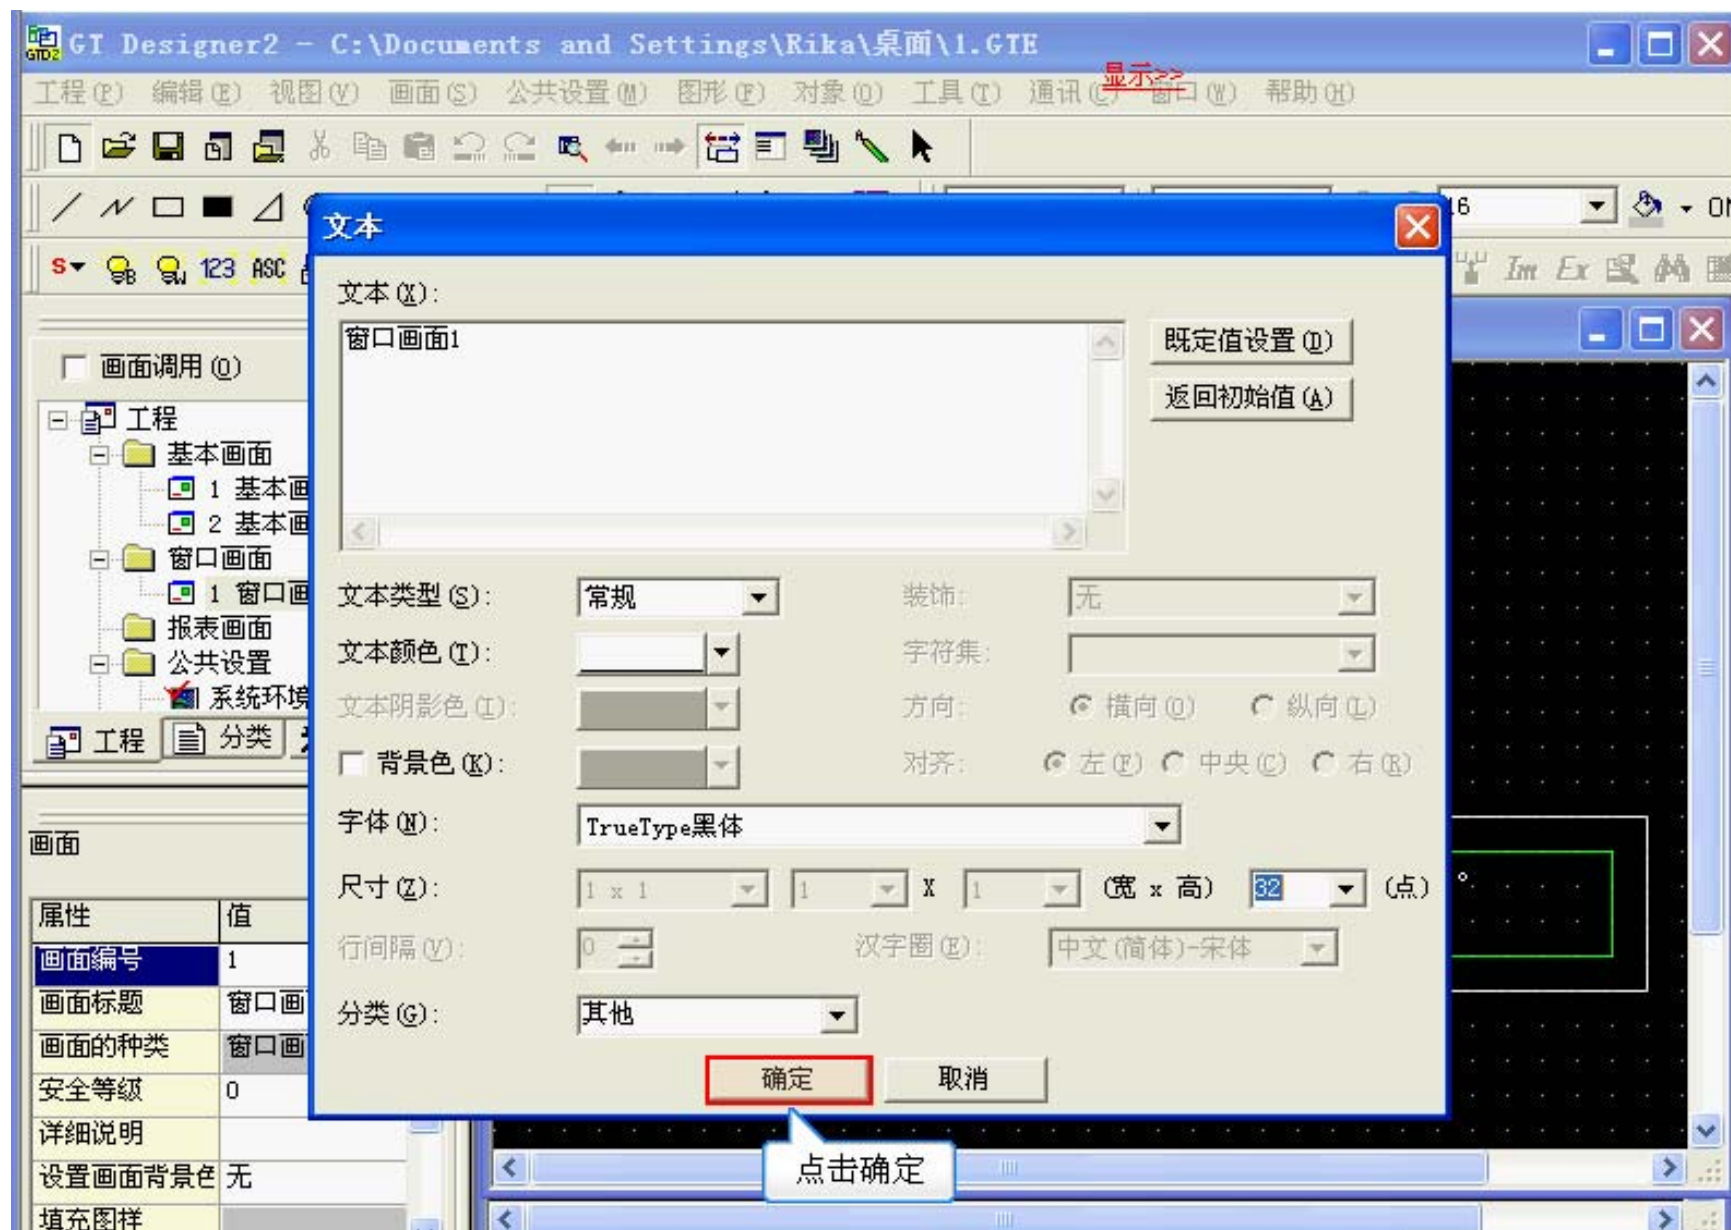 GT Designer2 - C:\Documents and Settings\Rika\桌面\1.GTE
工程(P) 编辑(E) 视图(V) 画面(S) 公共设置(M) 图形(F) 对象(O) 工具(T) 通讯(C) 窗口(W) 帮助(H)
显示>>
16
S 123 ASC
Im Ex
文本
文本(X):
窗口画面1
既定值设置(D)
返回初始值(A)
画面调用(O)
工程
基本画面
1 基本画
2 基本画
窗口画面
1 窗口画
报表画面
公共设置
系统环境
工程 分类
文本类型(S): 常规 装饰: 无
文本颜色(T): 字符集:
文本阴影色(I): 方向: 横向(O) 纵向(L)
背景色(K): 对齐: 左(F) 中央(C) 右(R)
字体(N): TrueType黑体
尺寸(Z): 1 x 1 1 X 1 (宽 x 高) 32 (点)
行间隔(V): 0 汉字圈(E): 中文(简体)-宋体
分类(G): 其他
确定 取消
点击确定
画面
属性 值
画面编号 1
画面标题 窗口画
画面的种类 窗口画
安全等级 0
详细说明
设置画面背景色 无
填充图样